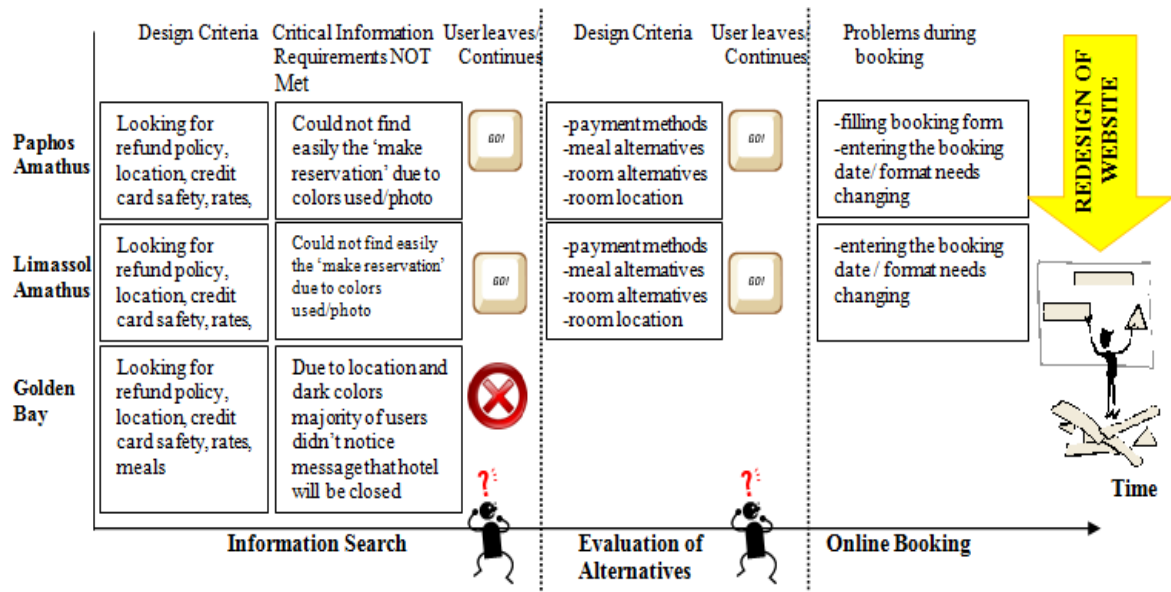 Design Criteria
Critical Information
Requirements NOT
Met
User leaves/
Continues
Design Criteria
User leaves/
Continues
Problems during
booking
REDESIGN OF
WEBSITE
Paphos
Amathus
Looking for
refund policy,
location, credit
card safety, rates,
Could not find
easily the ‘make
reservation’ due to
colors used/photo
GO!
-payment methods
-meal alternatives
-room alternatives
-room location
GO!
-filling booking form
-entering the booking
date/ format needs
changing
Limassol
Amathus
Looking for
refund policy,
location, credit
card safety, rates,
Could not find easily
the ‘make reservation’
due to colors
used/photo
GO!
-payment methods
-meal alternatives
-room alternatives
-room location
GO!
-entering the booking
date / format needs
changing
Golden
Bay
Looking for
refund policy,
location, credit
card safety, rates,
meals
Due to location and
dark colors
majority of users
didn’t notice
message that hotel
will be closed
?
?
Time
Information Search
Evaluation of
Alternatives
Online Booking